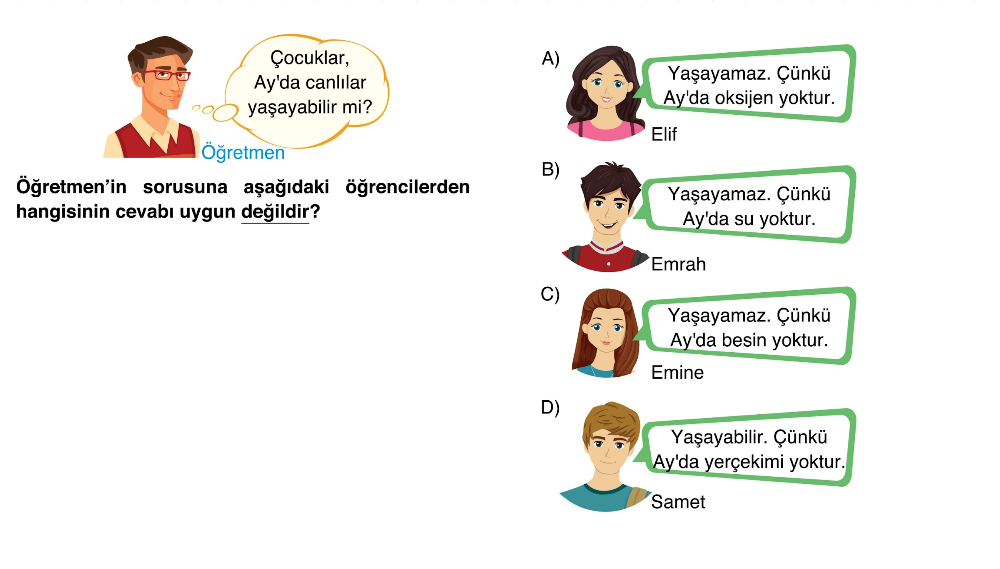 Çocuklar,
Ay'da canlılar
yaşayabilir mi?
Öğretmen
Öğretmen’in sorusuna aşağıdaki öğrencilerden
hangisinin cevabı uygun değildir?
A)
Yaşayamaz. Çünkü
Ay'da oksijen yoktur.
Elif
B)
Yaşayamaz. Çünkü
Ay'da su yoktur.
Emrah
C)
Yaşayamaz. Çünkü
Ay'da besin yoktur.
Emine
D)
Yaşayabilir. Çünkü
Ay'da yerçekimi yoktur.
Samet